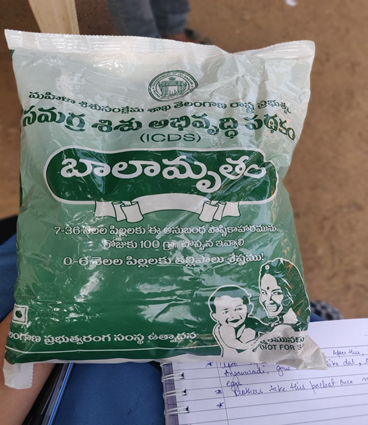 మహిళా శిశుసంక్షేమ శాఖ తెలంగాణ రాష్ట్ర ప్రభుత్వ
సమగ్ర శిశు అభివృద్ధి పథకం
(ICDS)
బాలామృతం
7-36 నెలల పిల్లలకు ఈ అనుబంధ పౌష్టికాహారమును
రోజుకు 100 గ్రా. చొప్పున ఇవ్వాలి
0-6 నెలల పిల్లలకు తల్లిపాలు శ్రేష్ఠము.
ప్రభుత్వరంగ సంస్థ ఉత్పాదన
NOT FOR